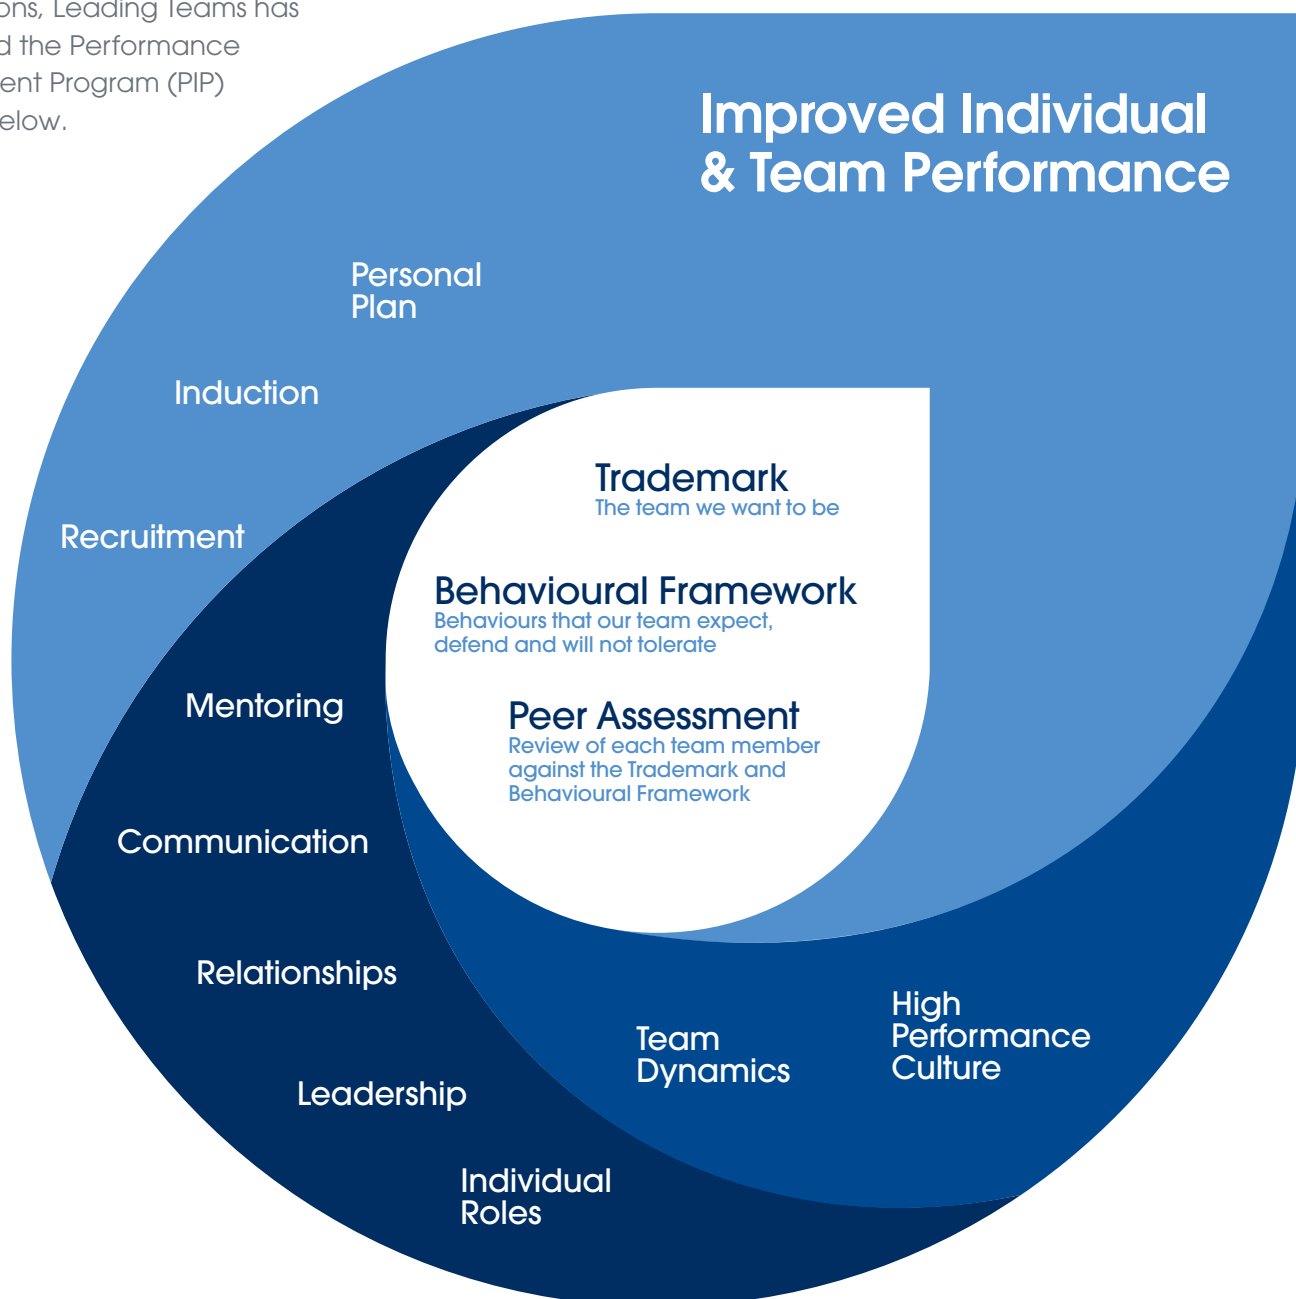 ons, Leading Teams has
d the Performance
ent Program (PIP)
elow.
Improved Individual
& Team Performance
Personal
Plan
Induction
Recruitment
Trademark
The team we want to be
Behavioural Framework
Behaviours that our team expect,
defend and will not tolerate
Peer Assessment
Review of each team member
against the Trademark and
Behavioural Framework
Mentoring
Communication
Relationships
Leadership
Individual
Roles
Team
Dynamics
High
Performance
Culture